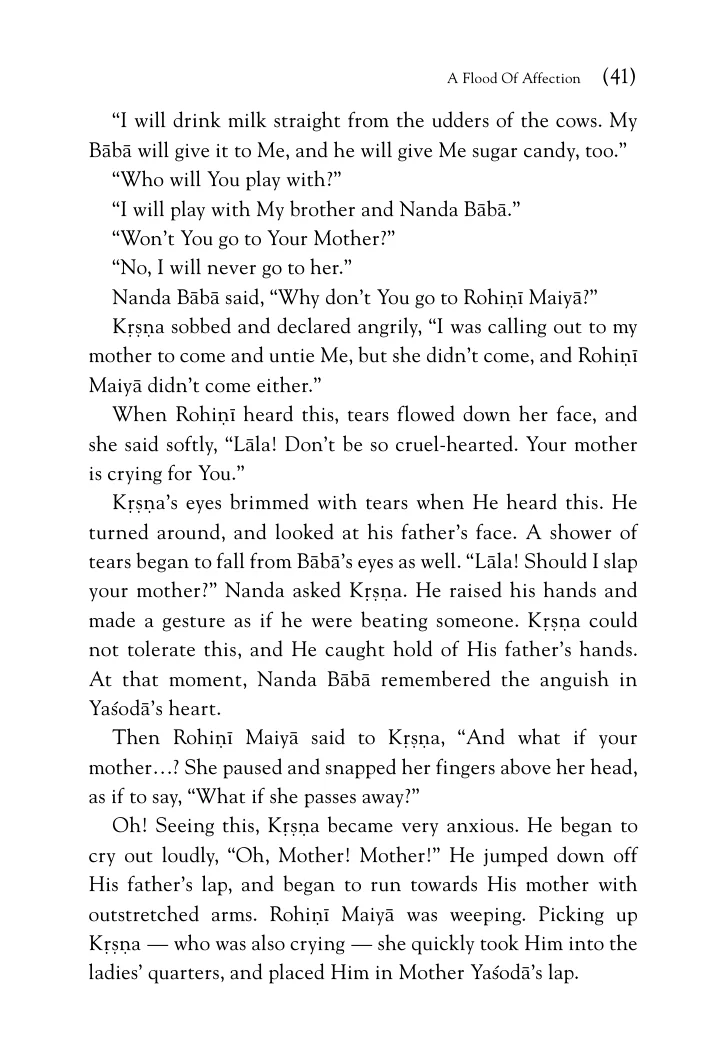 A Flood Of Affection (41)
“I will drink milk straight from the udders of the cows. My
Bābā will give it to Me, and he will give Me sugar candy, too.”
“Who will You play with?”
“I will play with My brother and Nanda Bābā.”
“Won’t You go to Your Mother?”
“No, I will never go to her.”
Nanda Bābā said, “Why don’t You go to Rohiṇī Maiyā?”
Kṛṣṇa sobbed and declared angrily, “I was calling out to my
mother to come and untie Me, but she didn’t come, and Rohiṇī
Maiyā didn’t come either.”
When Rohiṇī heard this, tears flowed down her face, and
she said softly, “Lāla! Don’t be so cruel-hearted. Your mother
is crying for You.”
Kṛṣṇa’s eyes brimmed with tears when He heard this. He
turned around, and looked at his father’s face. A shower of
tears began to fall from Bābā’s eyes as well. “Lāla! Should I slap
your mother?” Nanda asked Kṛṣṇa. He raised his hands and
made a gesture as if he were beating someone. Kṛṣṇa could
not tolerate this, and He caught hold of His father’s hands.
At that moment, Nanda Bābā remembered the anguish in
Yaśodā’s heart.
Then Rohiṇī Maiyā said to Kṛṣṇa, “And what if your
mother…? She paused and snapped her fingers above her head,
as if to say, “What if she passes away?”
Oh! Seeing this, Kṛṣṇa became very anxious. He began to
cry out loudly, “Oh, Mother! Mother!” He jumped down off
His father’s lap, and began to run towards His mother with
outstretched arms. Rohiṇī Maiyā was weeping. Picking up
Kṛṣṇa — who was also crying — she quickly took Him into the
ladies’ quarters, and placed Him in Mother Yaśodā’s lap.